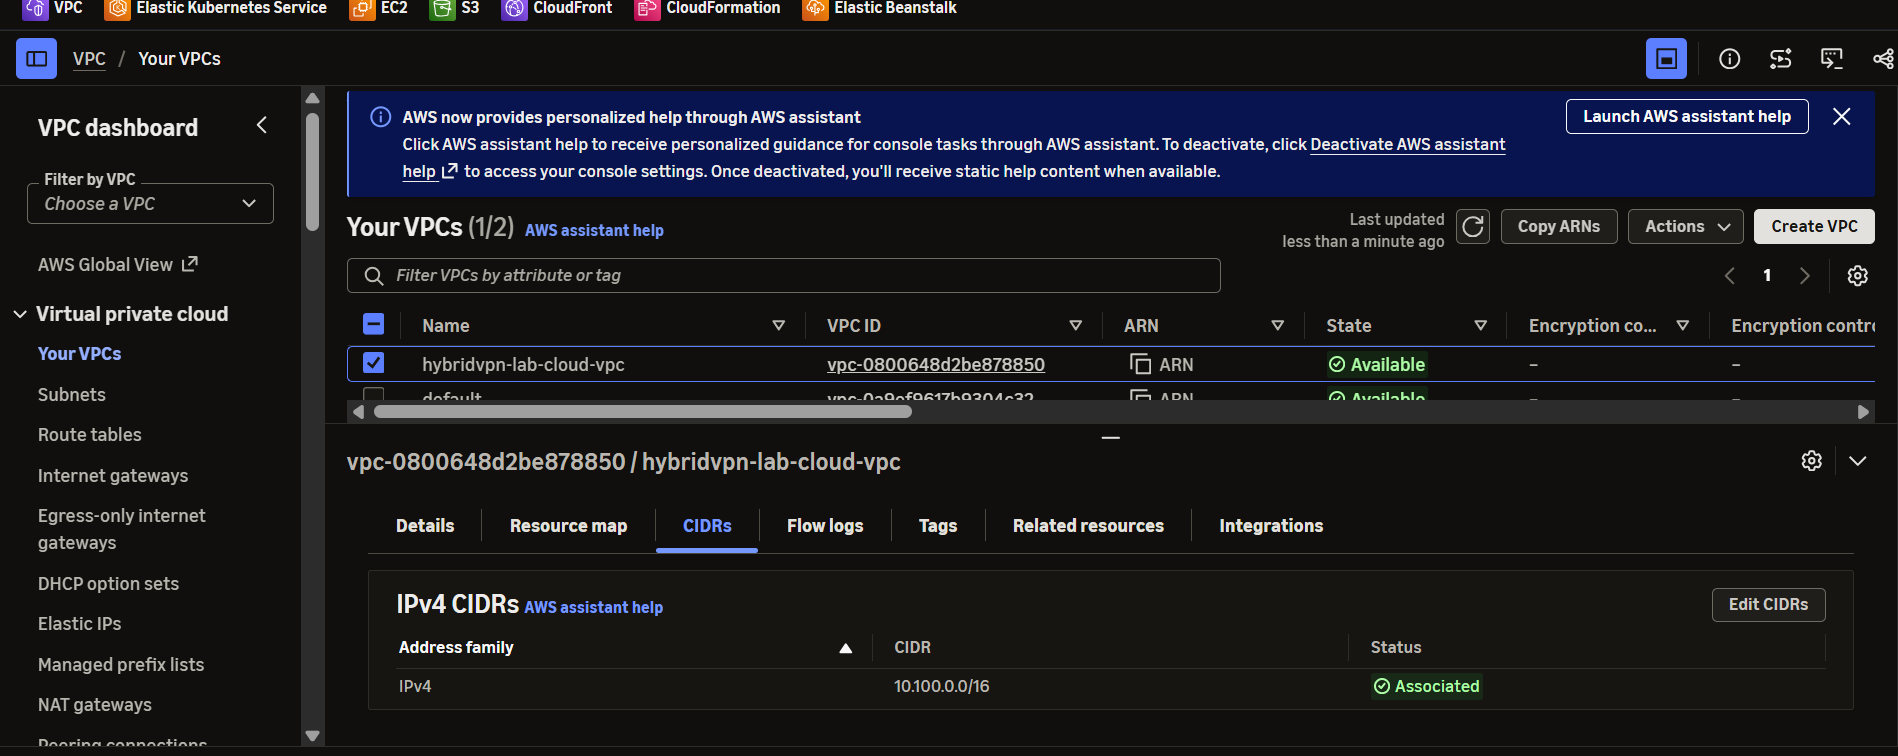 VPC Elastic Kubernetes Service EC2 S3 CloudFront CloudFormation Elastic Beanstalk
VPC / Your VPCs
VPC dashboard
Filter by VPC
Choose a VPC
AWS Global View
Virtual private cloud
Your VPCs
Subnets
Route tables
Internet gateways
Egress-only internet
gateways
DHCP option sets
Elastic IPs
Managed prefix lists
NAT gateways
Peering connections
AWS now provides personalized help through AWS assistant
Click AWS assistant help to receive personalized guidance for console tasks through AWS assistant. To deactivate, click Deactivate AWS assistant
help to access your console settings. Once deactivated, you'll receive static help content when available.
Launch AWS assistant help
Your VPCs (1/2) AWS assistant help
Last updated
less than a minute ago
Copy ARNs
Actions
Create VPC
Filter VPCs by attribute or tag
1
Name VPC ID ARN State Encryption co... Encryption contro
hybridvpn-lab-cloud-vpc vpc-0800648d2be878850 ARN Available – –
default ARN Available
vpc-0800648d2be878850 / hybridvpn-lab-cloud-vpc
Details Resource map CIDRs Flow logs Tags Related resources Integrations
IPv4 CIDRs AWS assistant help
Edit CIDRs
Address family CIDR Status
IPv4 10.100.0.0/16 Associated